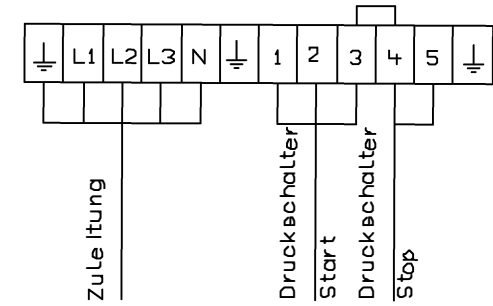 L1 L2 L3 N 1 2 3 4 5
Zuleitung
Druckschalter
Start
Druckschalter
Stop